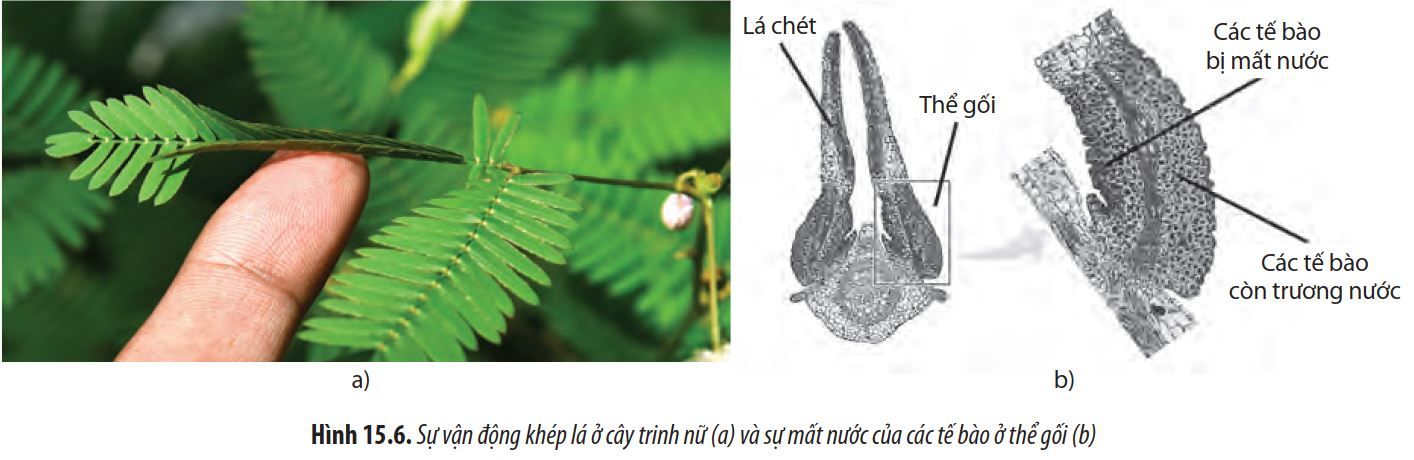 Lá chét
Thể gối
Các tế bào
bị mất nước
Các tế bào
còn trương nước
a)
b)
Hình 15.6. Sự vận động khép lá ở cây trinh nữ (a) và sự mất nước của các tế bào ở thể gối (b)